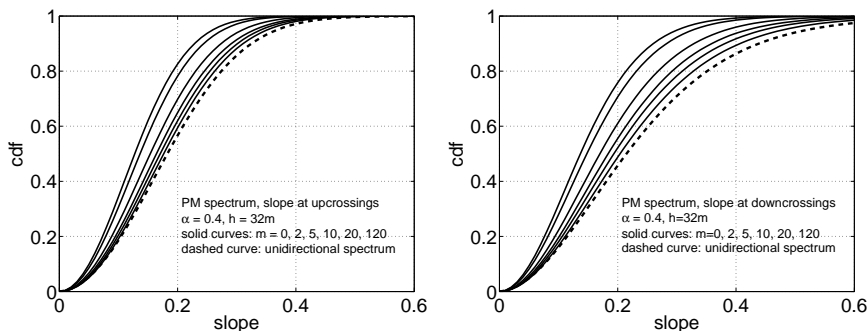 1
0.8
0.6
0.4
0.2
0
cdf
PM spectrum, slope at upcrossings
α = 0.4, h = 32m
solid curves: m = 0, 2, 5, 10, 20, 120
dashed curve: unidirectional spectrum
0 0.2 0.4 0.6
slope
1
0.8
0.6
0.4
0.2
0
cdf
PM spectrum, slope at downcrossings
α = 0.4, h=32m
solid curves: m=0, 2, 5, 10, 20, 120
dashed curve: unidirectional spectrum
0 0.2 0.4 0.6
slope